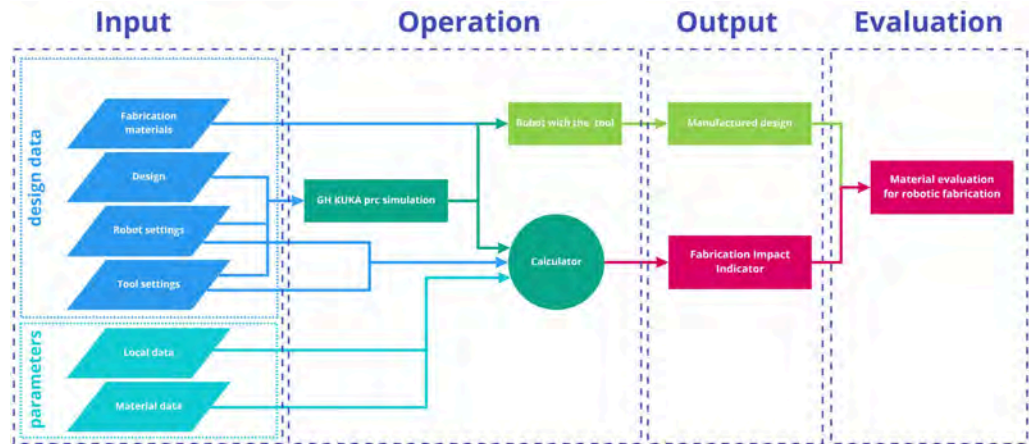 Input
Operation
Output
Evaluation
design data
Fabrication
materials
Design
Robot settings
Tool settings
parameters
Local data
Material data
GH KUKA prc simulation
Robot with the tool
Calculator
Manufactured design
Fabrication Impact
Indicator
Material evaluation
for robotic fabrication